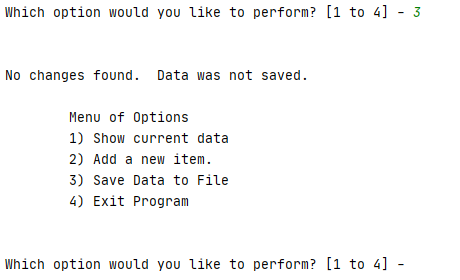 Which option would you like to perform? [1 to 4] - 3
No changes found.  Data was not saved.
Menu of Options
1) Show current data
2) Add a new item.
3) Save Data to File
4) Exit Program
Which option would you like to perform? [1 to 4] -